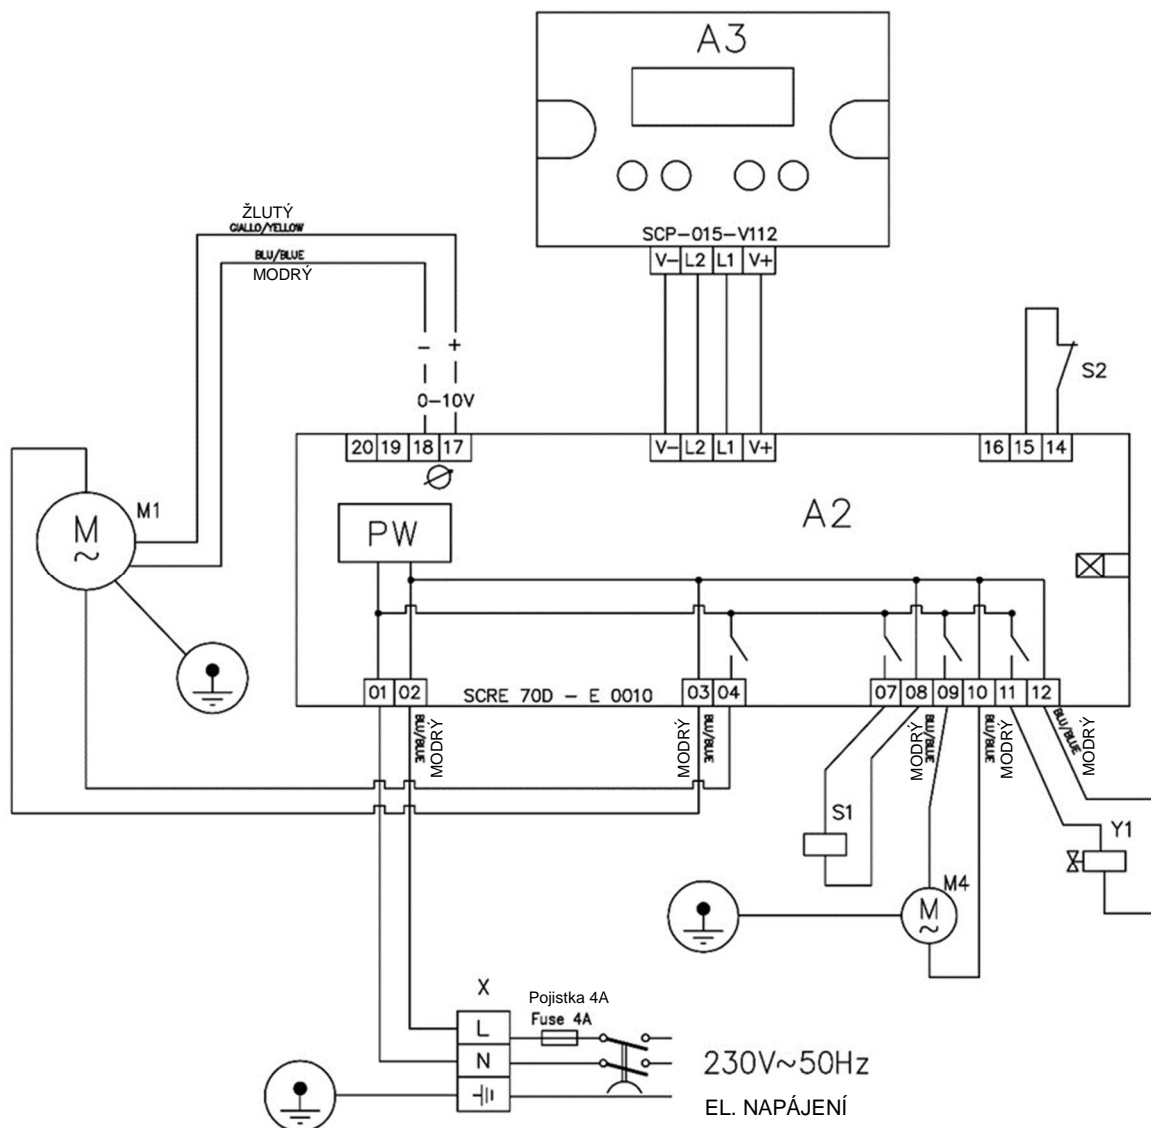 A3
SCP-015-V112
V- L2 L1 V+
ŽLUTÝ
GIALLO/YELLOW
BLU/BLUE
MODRÝ
- +
0-10V
S2
20 19 18 17
V- L2 L1 V+
16 15 14
M1
M
~
PW
A2
01 02
SCRE 70D - E 0010
03 04
07 08 09 10 11 12
BLU/BLUE
MODRÝ
MODRÝ
BLU/BLUE
MODRÝ
BLU/BLUE
BLU/BLUE
MODRÝ
BLU/BLUE
MODRÝ
S1
Y1
M4
M
~
X
Pojistka 4A
Fuse 4A
L
N
230V~50Hz
EL. NAPÁJENÍ